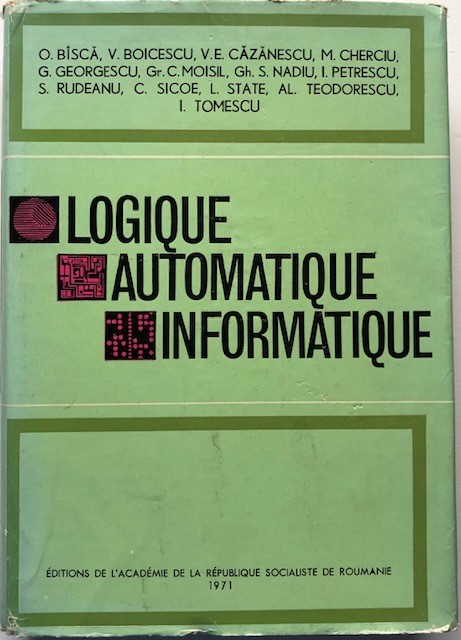 O. BÎSCĂ, V. BOICESCU, V. E. CĂZĂNESCU, M. CHERCIU,
G. GEORGESCU, Gr. C. MOISIL, Gh. S. NADIU, I. PETRESCU,
S. RUDEANU, C. SICOE, L. STATE, AL. TEODORESCU,
I. TOMESCU
LOGIQUE
AUTOMATIQUE
INFORMATIQUE
ÉDITIONS DE L'ACADÉMIE DE LA RÉPUBLIQUE SOCIALISTE DE ROUMANIE
1971